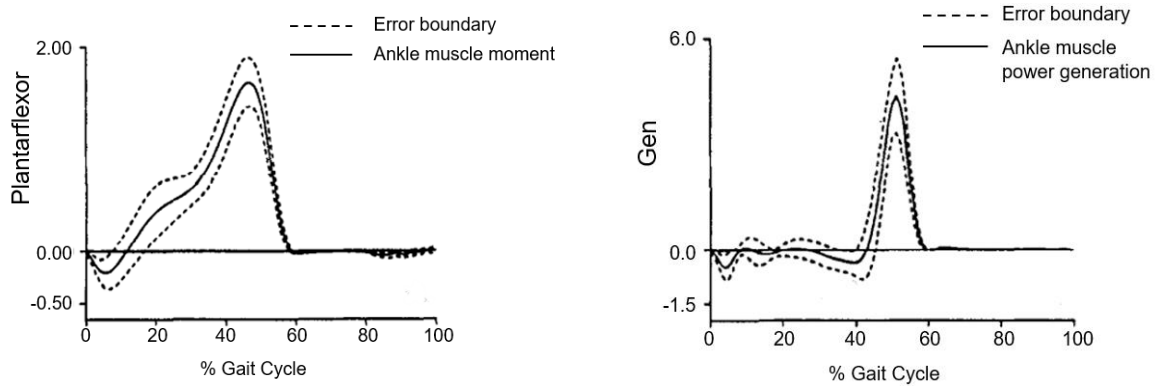 Error boundary
Ankle muscle moment
2.00
Plantarflexor
0.00
-0.50
0 20 40 60 80 100
% Gait Cycle
Error boundary
Ankle muscle
power generation
6.0
Gen
0.0
-1.5
0 20 40 60 80 100
% Gait Cycle